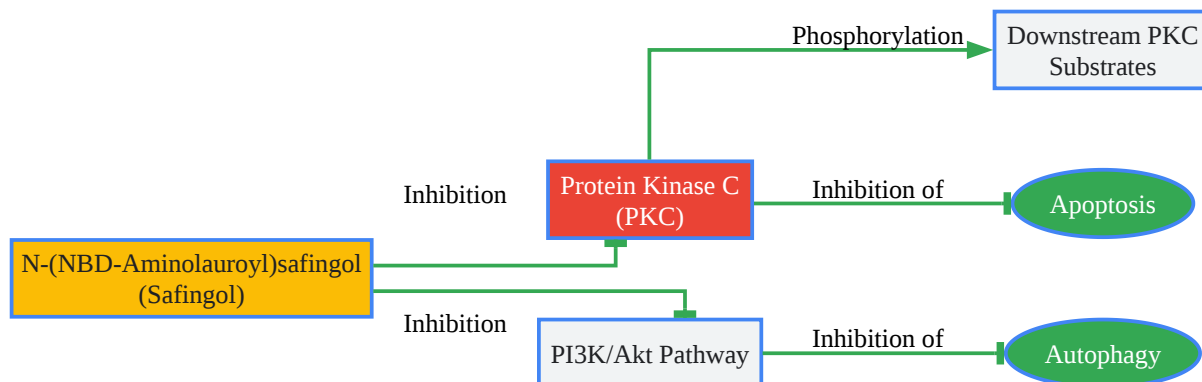 Phosphorylation
Downstream PKC
Substrates
Inhibition
Protein Kinase C
(PKC)
Inhibition of
Apoptosis
N-(NBD-Aminolauroyl)safingol
(Safingol)
Inhibition
PI3K/Akt Pathway
Inhibition of
Autophagy